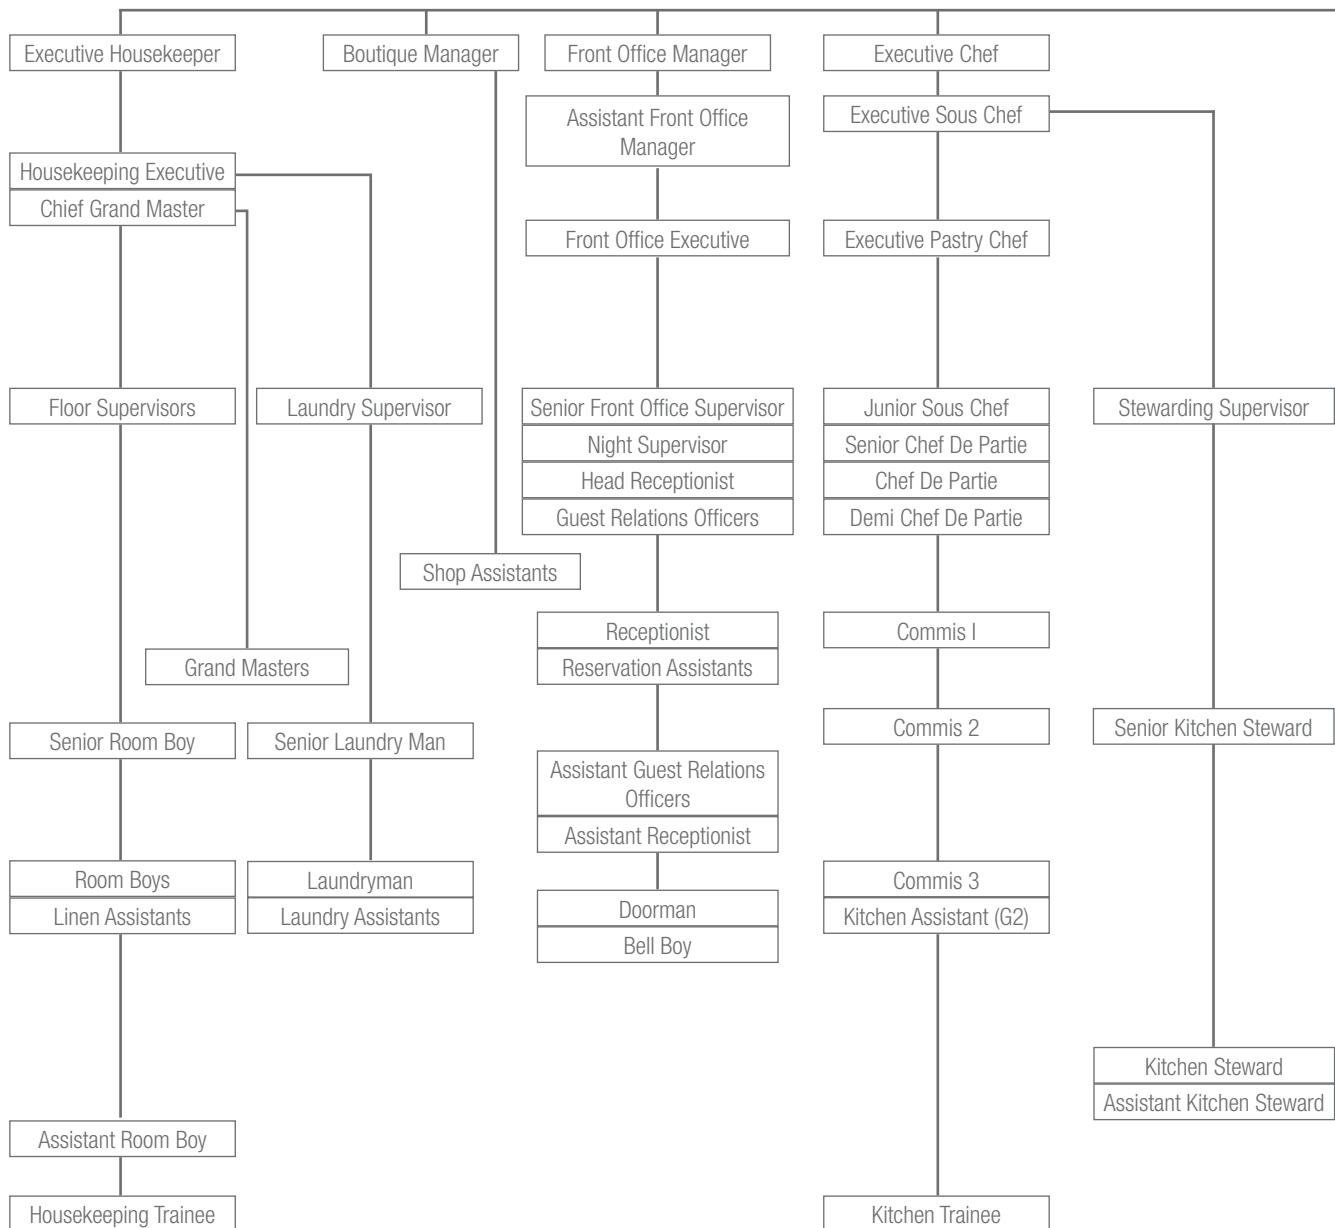 Executive Housekeeper
Boutique Manager
Front Office Manager
Executive Chef
Assistant Front Office
Manager
Executive Sous Chef
Housekeeping Executive
Chief Grand Master
Front Office Executive
Executive Pastry Chef
Floor Supervisors
Laundry Supervisor
Senior Front Office Supervisor
Night Supervisor
Head Receptionist
Guest Relations Officers
Junior Sous Chef
Senior Chef De Partie
Chef De Partie
Demi Chef De Partie
Stewarding Supervisor
Shop Assistants
Grand Masters
Receptionist
Reservation Assistants
Commis I
Senior Room Boy
Senior Laundry Man
Commis 2
Senior Kitchen Steward
Assistant Guest Relations
Officers
Assistant Receptionist
Room Boys
Linen Assistants
Laundryman
Laundry Assistants
Doorman
Bell Boy
Commis 3
Kitchen Assistant (G2)
Kitchen Steward
Assistant Kitchen Steward
Assistant Room Boy
Housekeeping Trainee
Kitchen Trainee